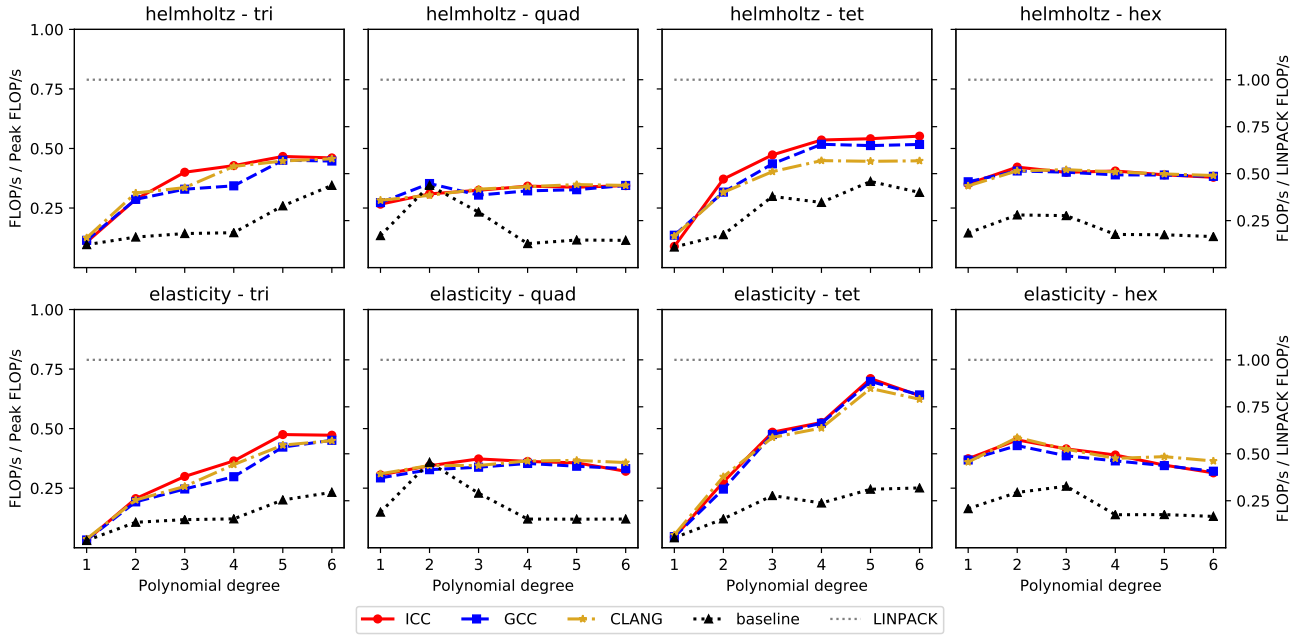 helmholtz - tri
helmholtz - quad
helmholtz - tet
helmholtz - hex
FLOP/s / Peak FLOP/s
1.00
0.75
0.50
0.25
1.00
0.75
0.50
0.25
FLOP/s / LINPACK FLOP/s
elasticity - tri
elasticity - quad
elasticity - tet
elasticity - hex
FLOP/s / Peak FLOP/s
1.00
0.75
0.50
0.25
1.00
0.75
0.50
0.25
FLOP/s / LINPACK FLOP/s
1 2 3 4 5 6
1 2 3 4 5 6
1 2 3 4 5 6
1 2 3 4 5 6
Polynomial degree
Polynomial degree
Polynomial degree
Polynomial degree
ICC GCC CLANG baseline LINPACK